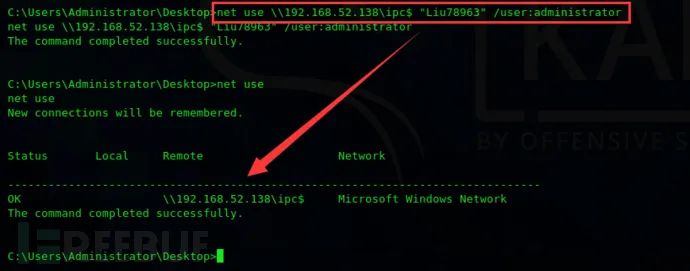 C:\Users\Administrator\Desktop>net use \\192.168.52.138\ipc$ "Liu78963" /user:administrator
net use \\192.168.52.138\ipc$ "Liu78963" /user:administrator
The command completed successfully.
C:\Users\Administrator\Desktop>net use
net use
New connections will be remembered.
Status Local Remote Network
-------------------------------------------------------------------------------
OK \\192.168.52.138\ipc$ Microsoft Windows Network
The command completed successfully.
C:\Users\Administrator\Desktop>
KAL
BY OFFENSIVE S
REEBUF